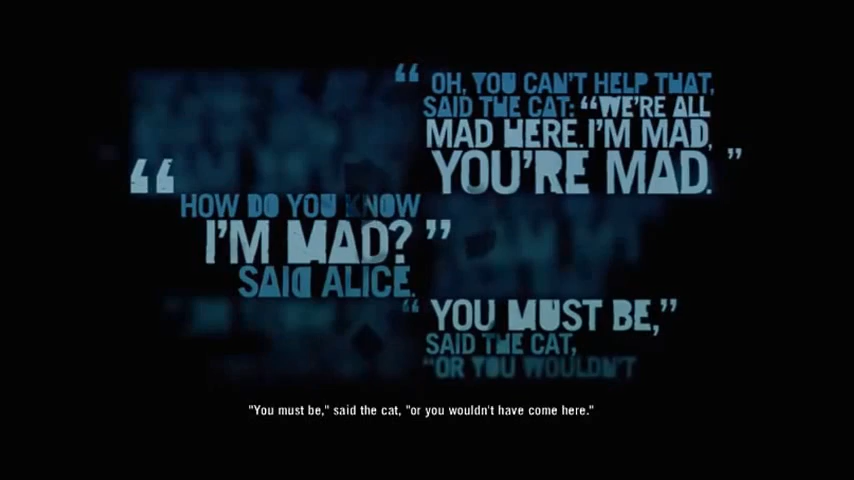 “ OH, YOU CAN'T HELP THAT,
SAID THE CAT: “WE'RE ALL
MAD HERE. I'M MAD,
YOU'RE MAD. ”
“ HOW DO YOU KNOW
I'M MAD? ”
SAID ALICE.
“ YOU MUST BE,”
SAID THE CAT,
“OR YOU WOULDN'T
"You must be," said the cat, "or you wouldn't have come here."